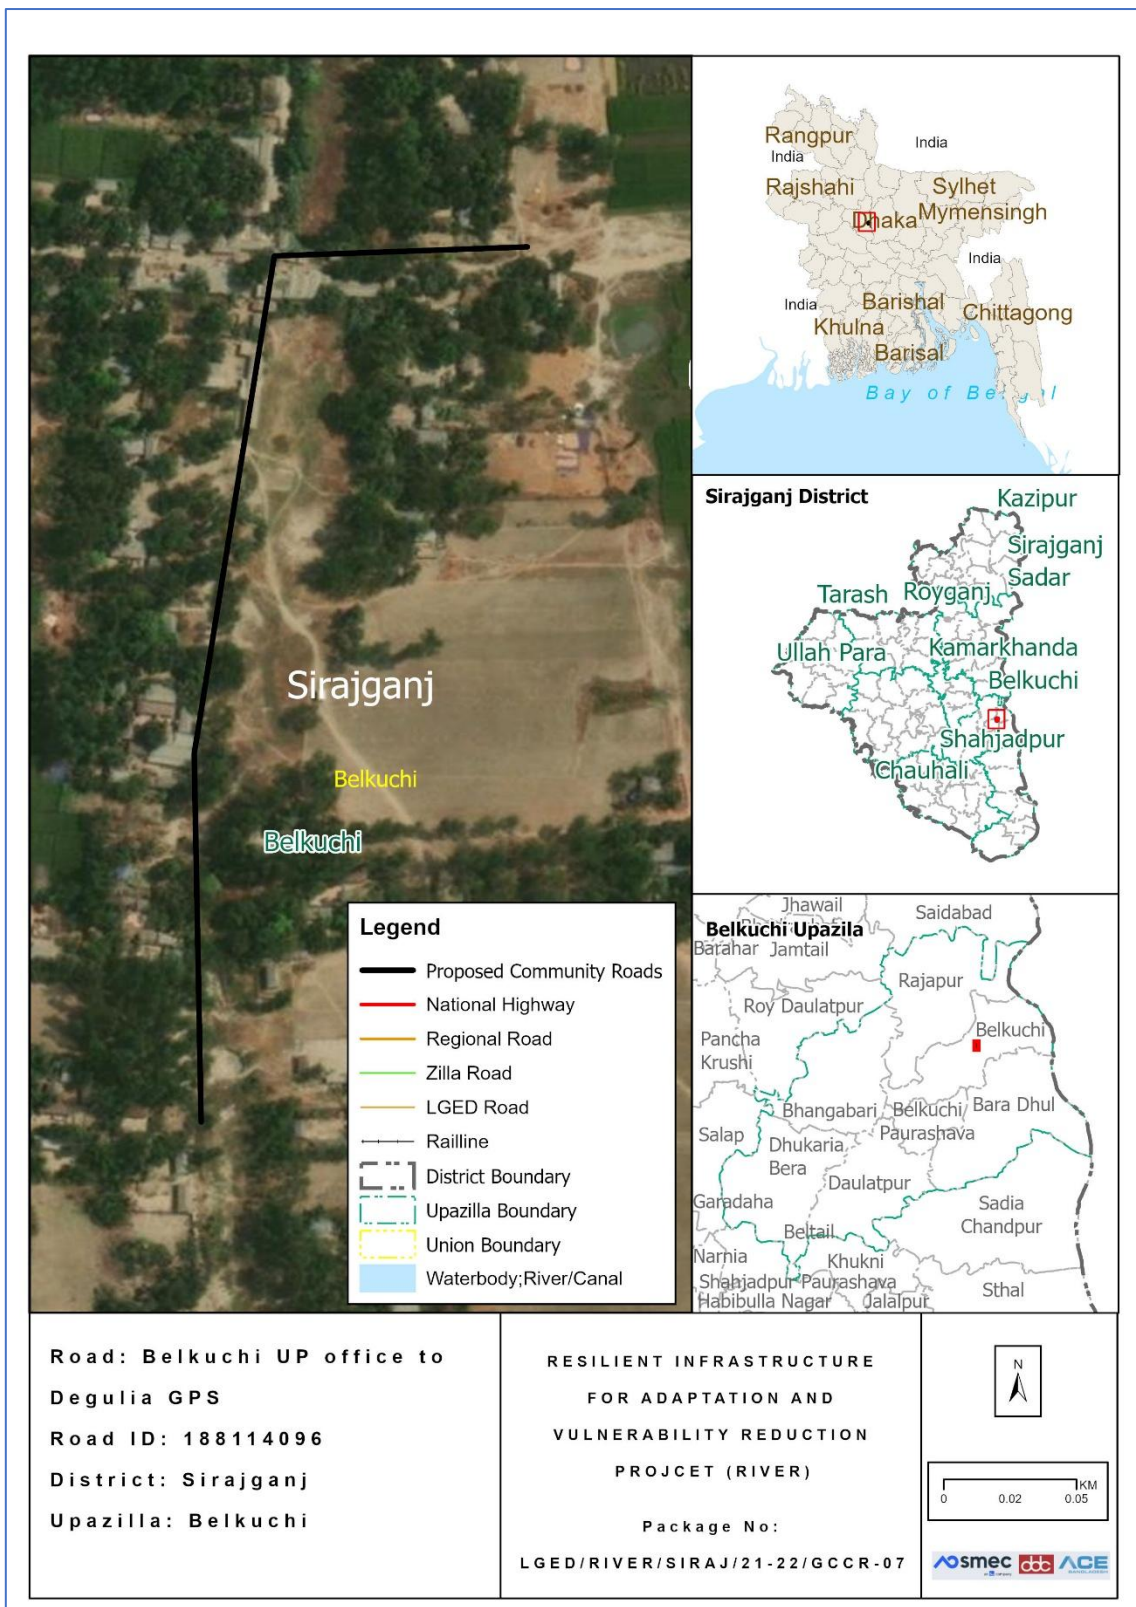 Sirajganj
Belkuchi
Belkuchi
Legend
Proposed Community Roads
National Highway
Regional Road
Zilla Road
LGED Road
Railline
District Boundary
Upazilla Boundary
Union Boundary
Waterbody;River/Canal
Rangpur
India
India
Rajshahi
Sylhet
Mymensingh
Dhaka
India
India
Barishal
Chittagong
Khulna
Barisal
Bay of Bengal
Sirajganj District
Kazipur
Sirajganj
Sadar
Tarash
Royganj
Ullah Para
Kamarkhanda
Belkuchi
Shahjadpur
Chauhali
Belkuchi Upazila
Jhawail
Saidabad
Barahar
Jamtail
Rajapur
Roy Daulatpur
Belkuchi
Pancha
Krushi
Bhangabari
Belkuchi
Paurashava
Bara Dhul
Salap
Dhukaria
Bera
Daulatpur
Garadaha
Sadia
Chandpur
Beltail
Narnia
Khukni
Shahjadpur Paurashava
Sthal
Habibulla Nagar
Jalalpur
Road: Belkuchi UP office to
Degulia GPS
Road ID: 188114096
District: Sirajganj
Upazilla: Belkuchi
RESILIENT INFRASTRUCTURE
FOR ADAPTATION AND
VULNERABILITY REDUCTION
PROJCET (RIVER)
Package No:
LGED/RIVER/SIRAJ/21-22/GCCR-07
N
KM
0 0.02 0.05
smec
ddc
ACE
BANGLADESH